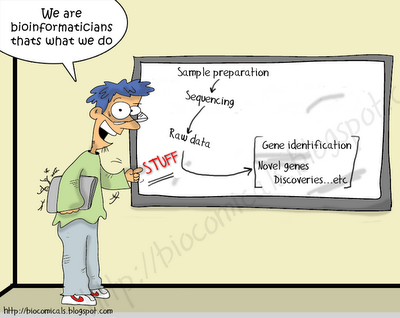 We are
bioinformaticians
thats what we do
Sample preparation
Sequencing
Raw data
STUFF
Gene identification
Novel genes
Discoveries...etc
http://biocomicals.blogspot.com
http://biocomicals.blogspot.com